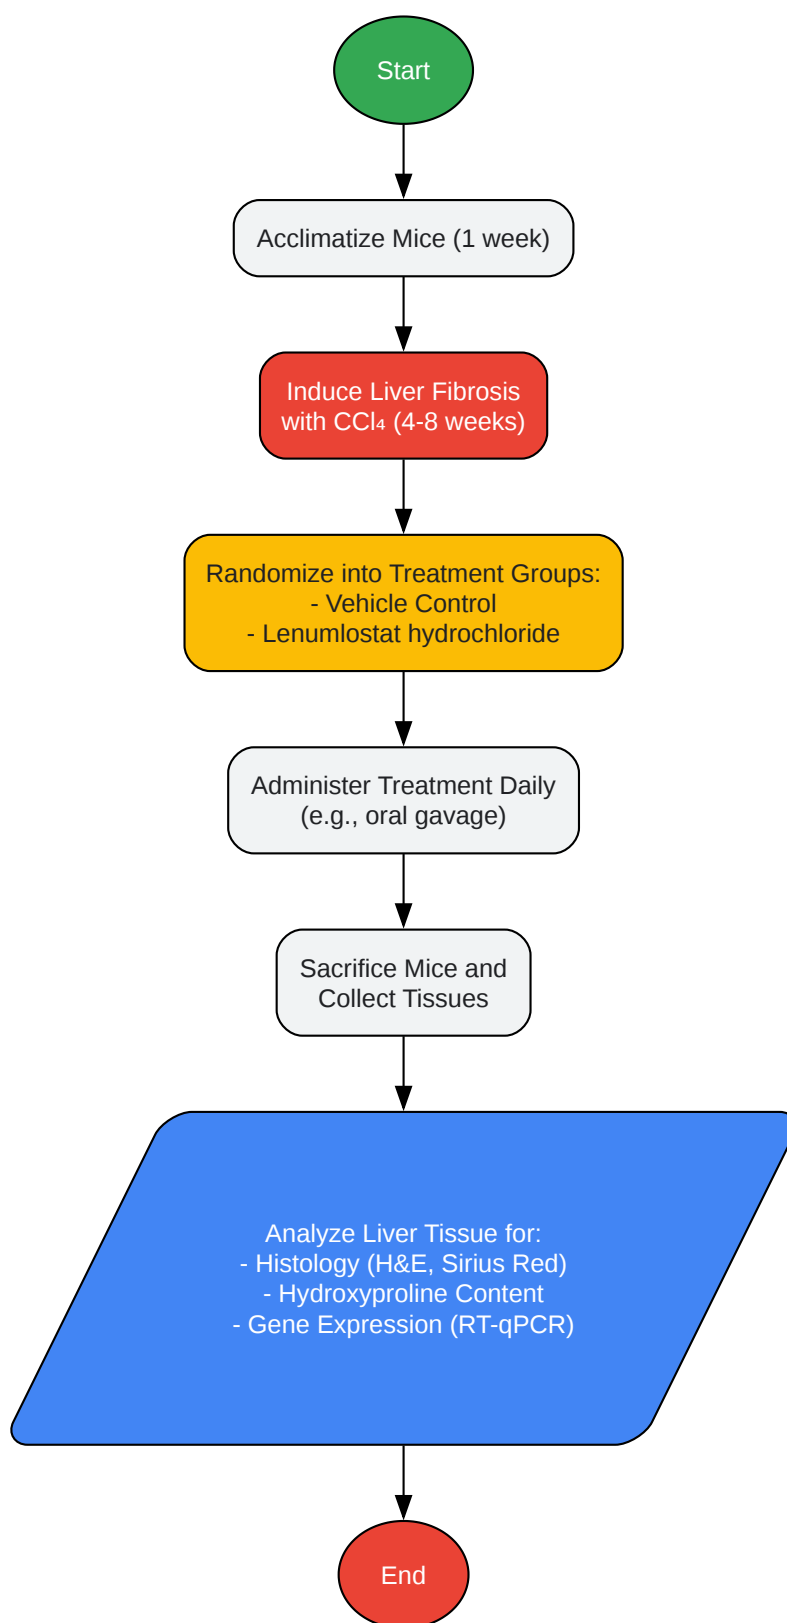 Start
Acclimatize Mice (1 week)
Induce Liver Fibrosis
with CCl₄ (4-8 weeks)
Randomize into Treatment Groups:
- Vehicle Control
- Lenumlostat hydrochloride
Administer Treatment Daily
(e.g., oral gavage)
Sacrifice Mice and
Collect Tissues
Analyze Liver Tissue for:
- Histology (H&E, Sirius Red)
- Hydroxyproline Content
- Gene Expression (RT-qPCR)
End